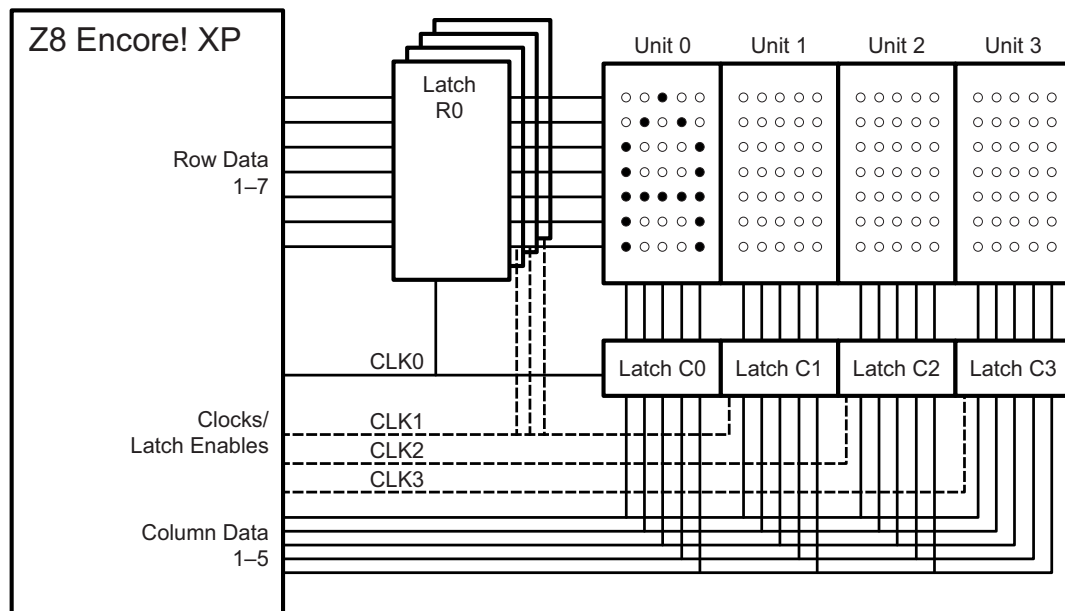 Z8 Encore! XP
Unit 0 Unit 1 Unit 2 Unit 3
Latch
R0
Row Data
1–7
CLK0
Latch C0 Latch C1 Latch C2 Latch C3
Clocks/
Latch Enables
CLK1
CLK2
CLK3
Column Data
1–5